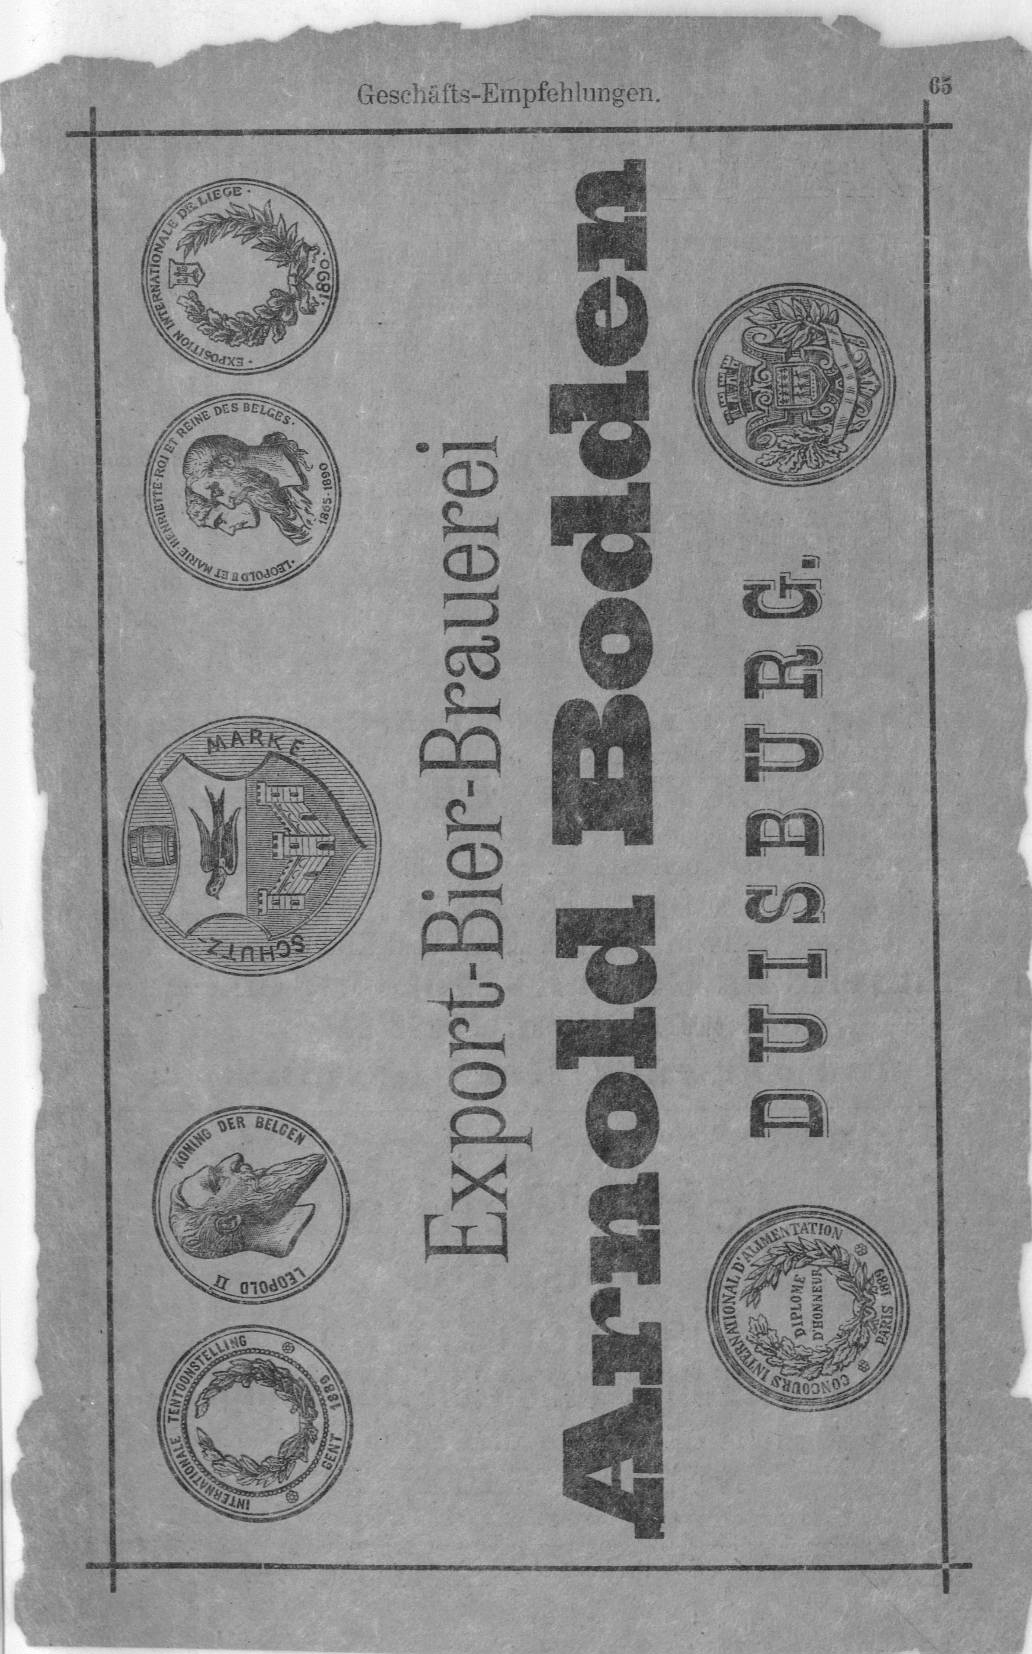 Geschäfts-Empfehlungen.
65
INTERNATIONALE TENTOONSTELLING
GENT 1889
LEOPOLD II KONING DER BELGEN
SCHUTZ-MARKE
·LEOPOLD II ET MARIE·HENRIETTE·ROI ET REINE DES BELGES·
1865-1890
·EXPOSITION INTERNATIONALE DE LIEGE·
·1890·
Export-Bier-Brauerei
Arnold Bodden
DUISBURG.
CONCOURS INTERNATIONAL D'ALIMENTATION
DIPLOME
D'HONNEUR
PARIS 1889